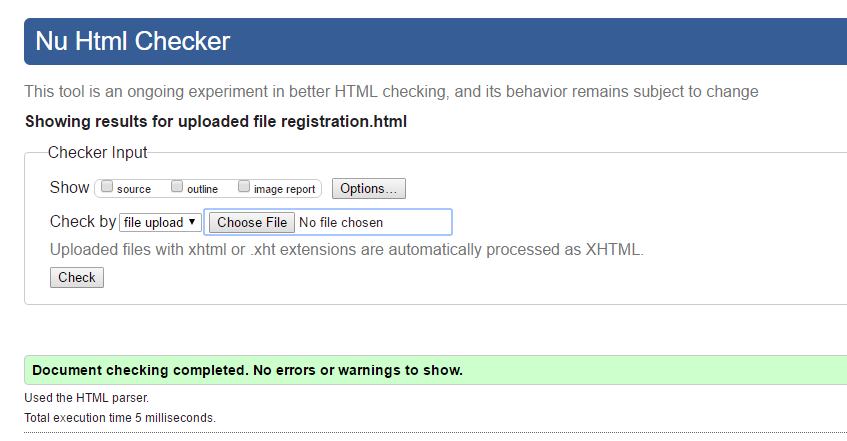 Nu Html Checker
This tool is an ongoing experiment in better HTML checking, and its behavior remains subject to change
Showing results for uploaded file registration.html
Checker Input
Show source outline image report Options...
Check by file upload ▼ Choose File No file chosen
Uploaded files with xhtml or .xht extensions are automatically processed as XHTML.
Check
Document checking completed. No errors or warnings to show.
Used the HTML parser.
Total execution time 5 milliseconds.